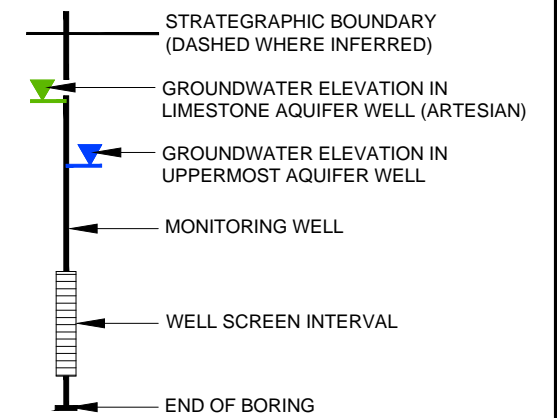 STRATEGRAPHIC BOUNDARY
(DASHED WHERE INFERRED)
GROUNDWATER ELEVATION IN
LIMESTONE AQUIFER WELL (ARTESIAN)
GROUNDWATER ELEVATION IN
UPPERMOST AQUIFER WELL
MONITORING WELL
WELL SCREEN INTERVAL
END OF BORING